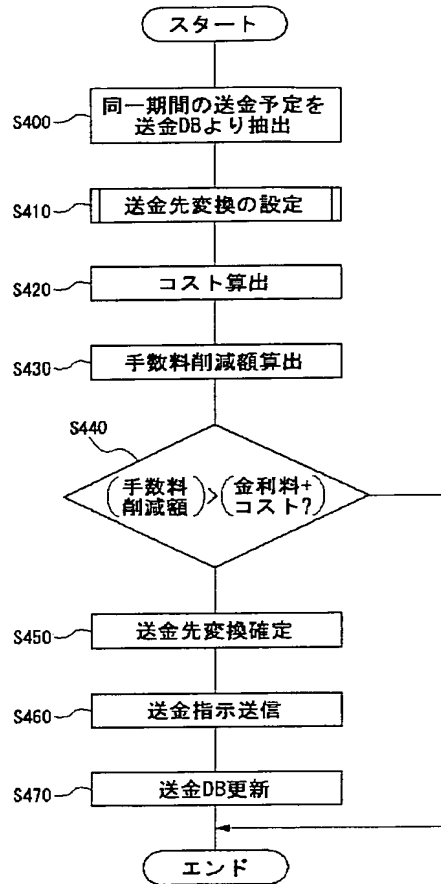 スタート
S400
同一期間の送金予定を
送金DBより抽出
S410
送金先変換の設定
S420
コスト算出
S430
手数料削減額算出
S440
(手数料
削減額)>(金利料+
コスト?)
S450
送金先変換確定
S460
送金指示送信
S470
送金DB更新
エンド